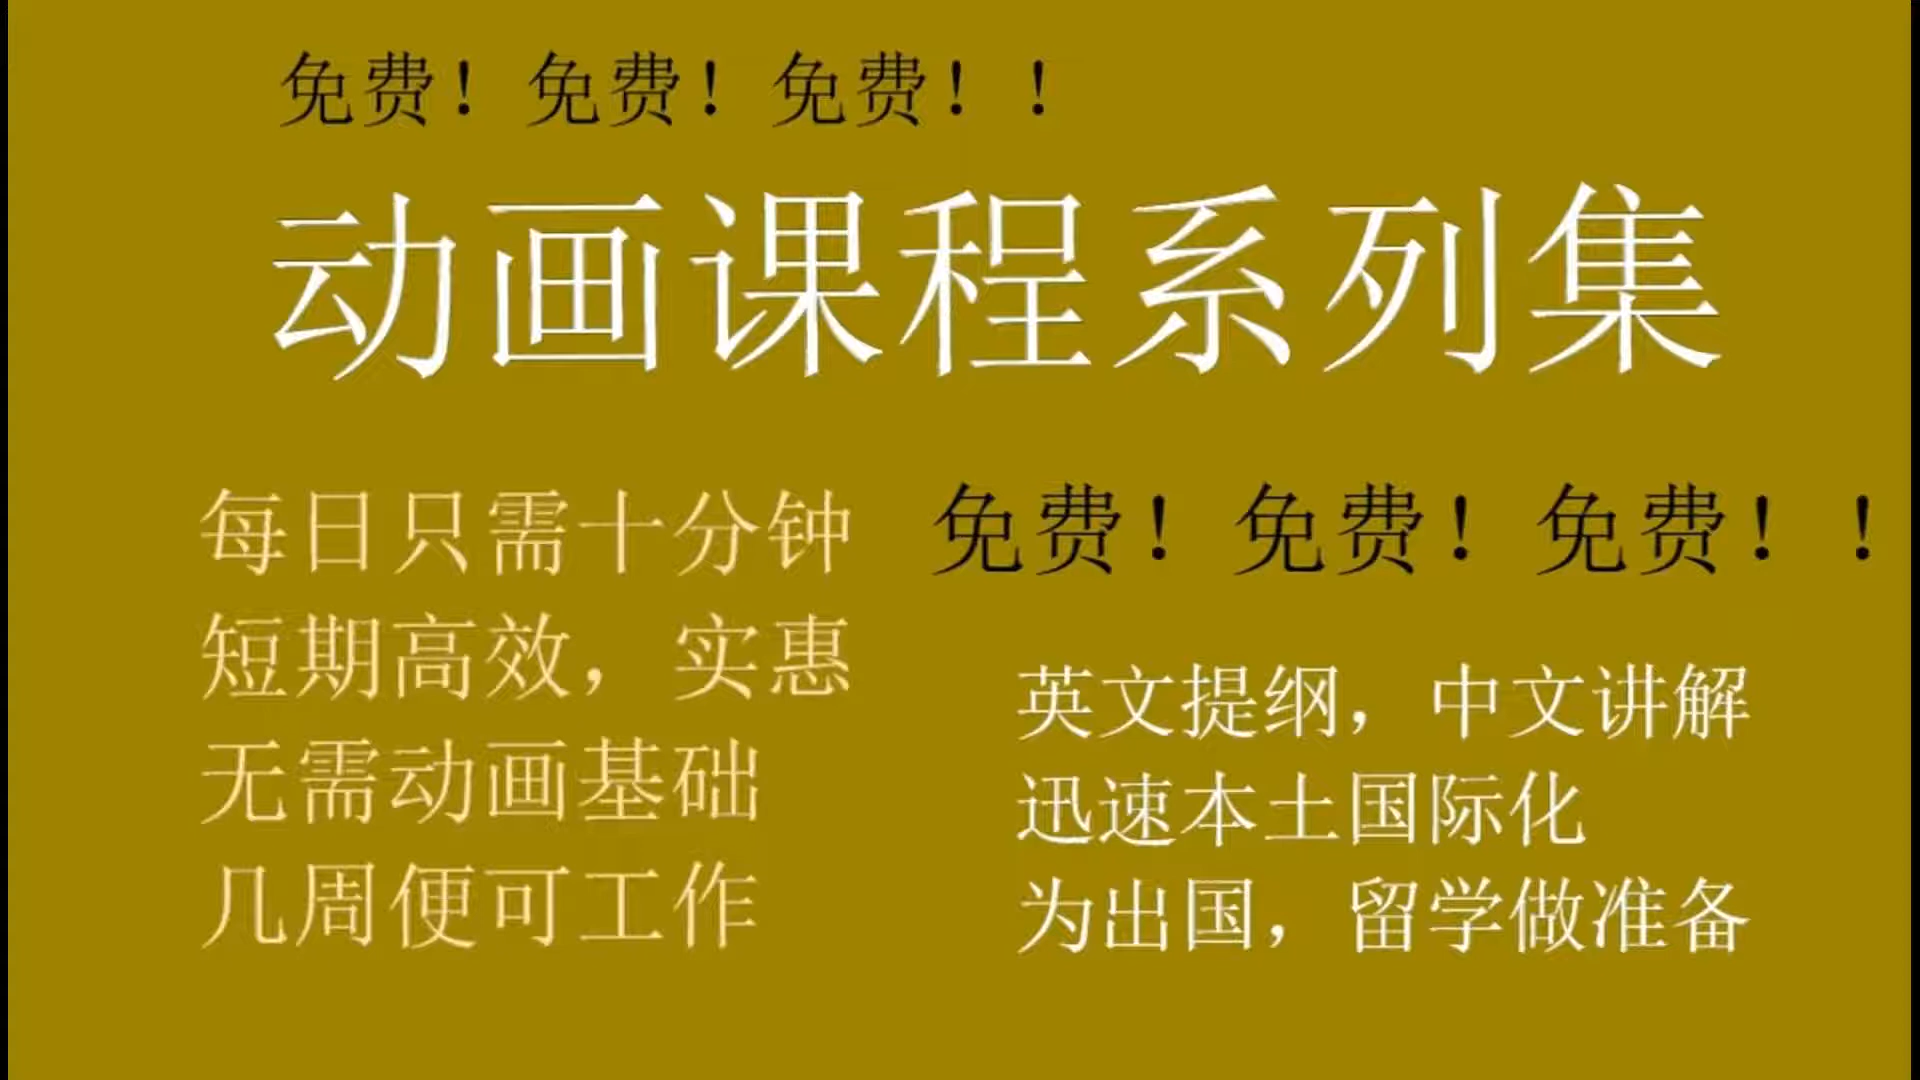 免费！免费！免费！！
动画课程系列集
每日只需十分钟
短期高效，实惠
无需动画基础
几周便可工作
免费！免费！免费！！
英文提纲，中文讲解
迅速本土国际化
为出国，留学做准备